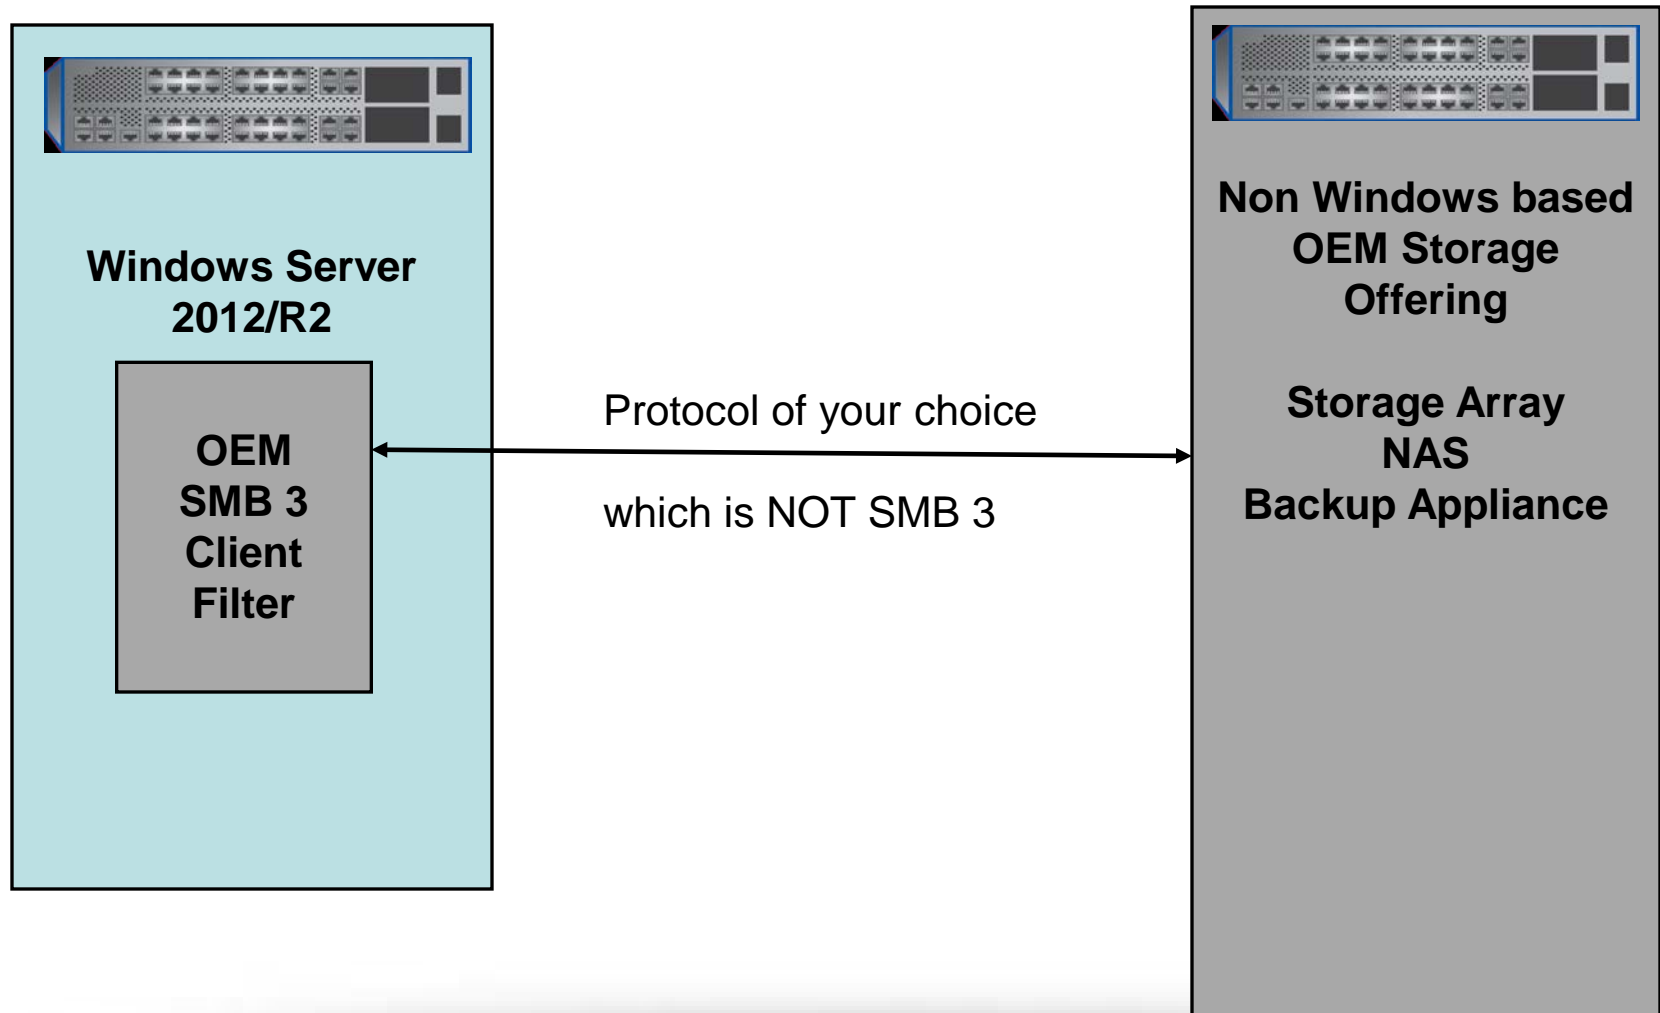 Windows Server
2012/R2
OEM
SMB 3
Client
Filter
Protocol of your choice
which is NOT SMB 3
Non Windows based
OEM Storage
Offering
Storage Array
NAS
Backup Appliance